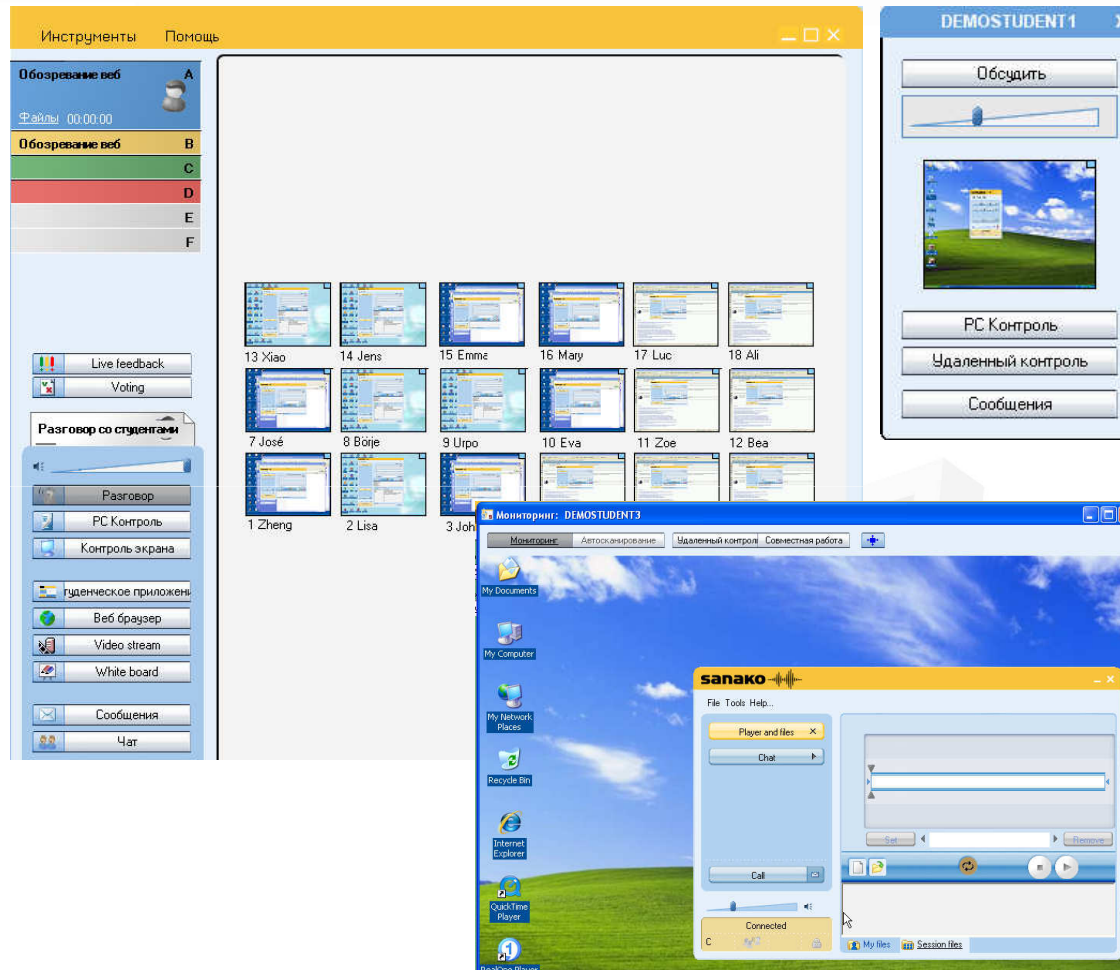 Инструменты Помощь
Обозревание веб A
Файлы 00:00:00
Обозревание веб B
C
D
E
F
Live feedback
Voting
Разговор со студентами
Разговор
PC Контроль
Контроль экрана
Веб браузер
Video stream
White board
Сообщения
Чат
13 Xiao 14 Jens 15 Emma 16 Mary 17 Luc 18 Ali
7 José 8 Börje 9 Urpo 10 Eva 11 Zoe 12 Bea
1 Zheng 2 Lisa 3 Joh
DEMOSTUDENT1 X
Обсудить
PC Контроль
Удаленный контроль
Сообщения
Мониторинг: DEMOSTUDENT3
Мониторинг Автосканирование Удаленный контрол Совместная работа
My Documents
My Computer
My Network
Places
Recycle Bin
Internet
Explorer
QuickTime
Player
RealOne Player
sanako
File Tools Help...
Player and files X
Chat
Set Remove
Call
Connected
C
My files Session files